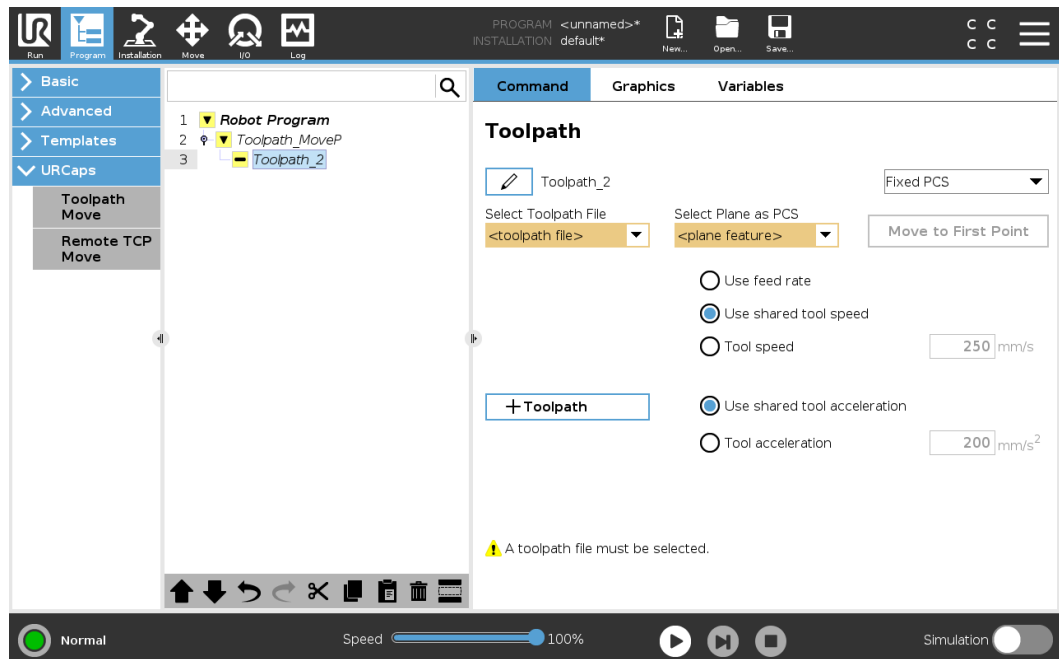 PROGRAM <unnamed>*
INSTALLATION default*
Run Program Installation Move I/O Log New... Open... Save...
C C
C C
Basic
Advanced
Templates
URCaps
Toolpath
Move
Remote TCP
Move
1 Robot Program
2 Toolpath_MoveP
3 Toolpath_2
Command Graphics Variables
Toolpath
Toolpath_2 Fixed PCS
Select Toolpath File Select Plane as PCS
<toolpath file> <plane feature> Move to First Point
Use feed rate
Use shared tool speed
Tool speed 250 mm/s
+Toolpath Use shared tool acceleration
Tool acceleration 200 mm/s²
A toolpath file must be selected.
Normal Speed 100% Simulation